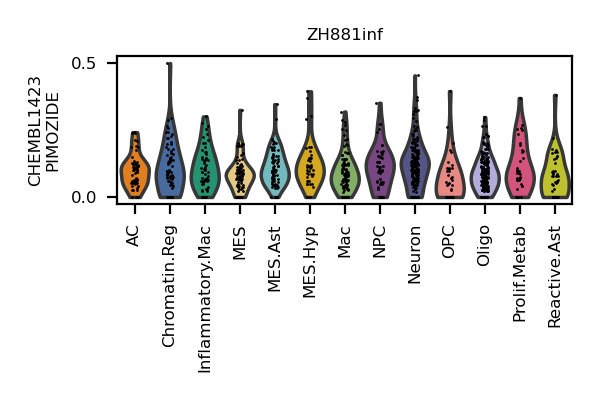 ZH881inf
CHEMBL1423
PIMOZIDE
0.5
0.0
AC
Chromatin.Reg
Inflammatory.Mac
MES
MES.Ast
MES.Hyp
Mac
NPC
Neuron
OPC
Oligo
Prolif.Metab
Reactive.Ast